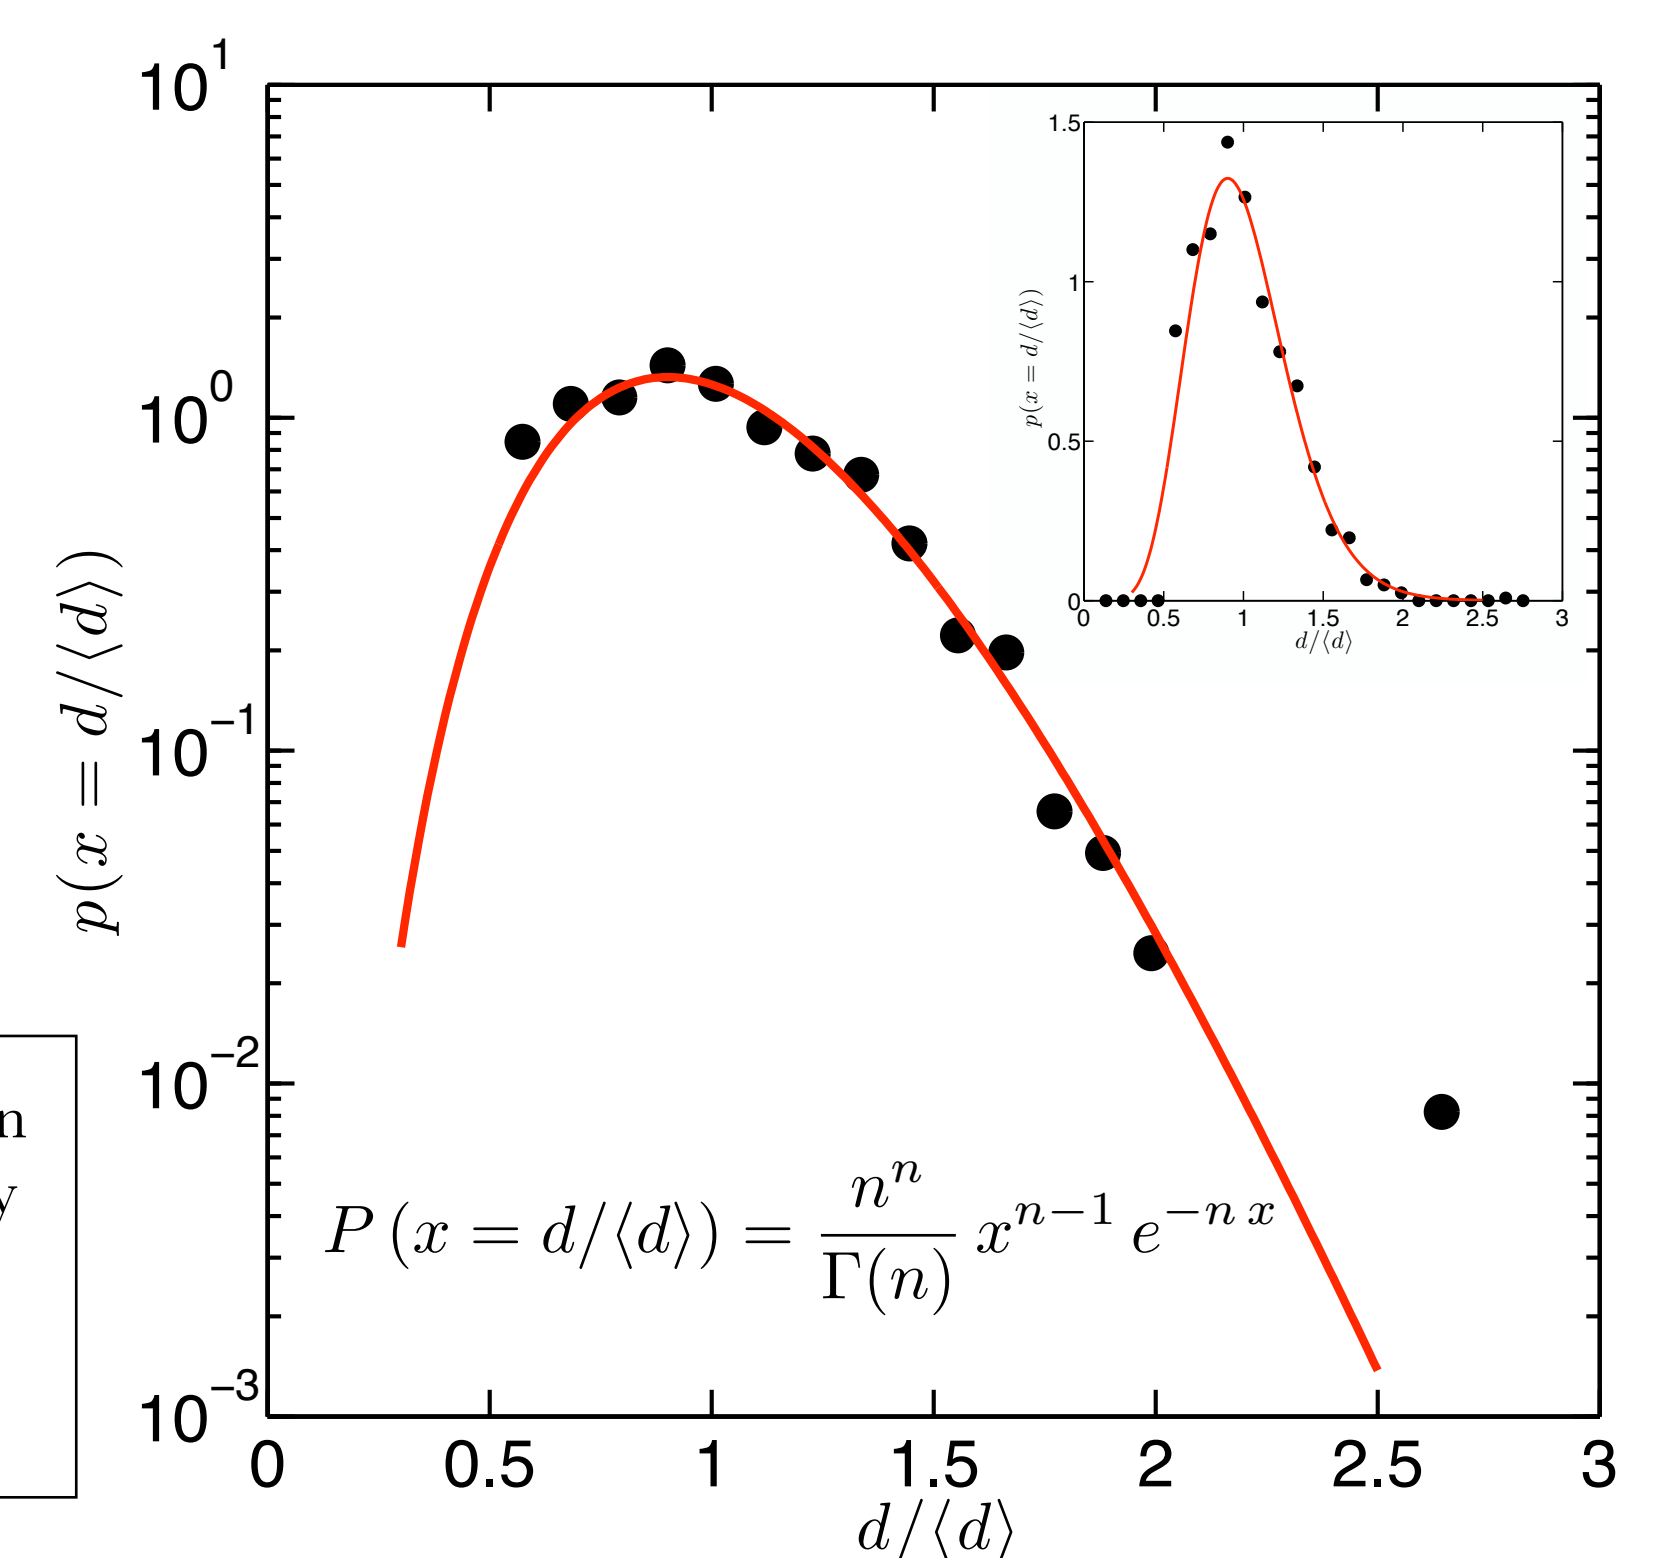 10^1
10^0
10^−1
10^−2
10^−3
p(x = d/⟨d⟩)
0 0.5 1 1.5 2 2.5 3
d/⟨d⟩
P (x = d/⟨d⟩) = n^n / Γ(n) x^{n−1} e^{−n x}
1.5
1
0.5
0
p(x = d/⟨d⟩)
0 0.5 1 1.5 2 2.5 3
d/⟨d⟩
n
y